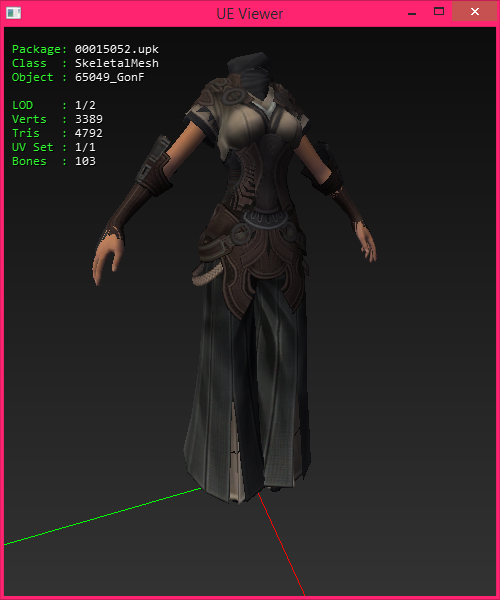 UE Viewer
Package: 00015052.upk
Class : SkeletalMesh
Object : 65049_GonF
LOD : 1/2
Verts : 3389
Tris : 4792
UV Set : 1/1
Bones : 103